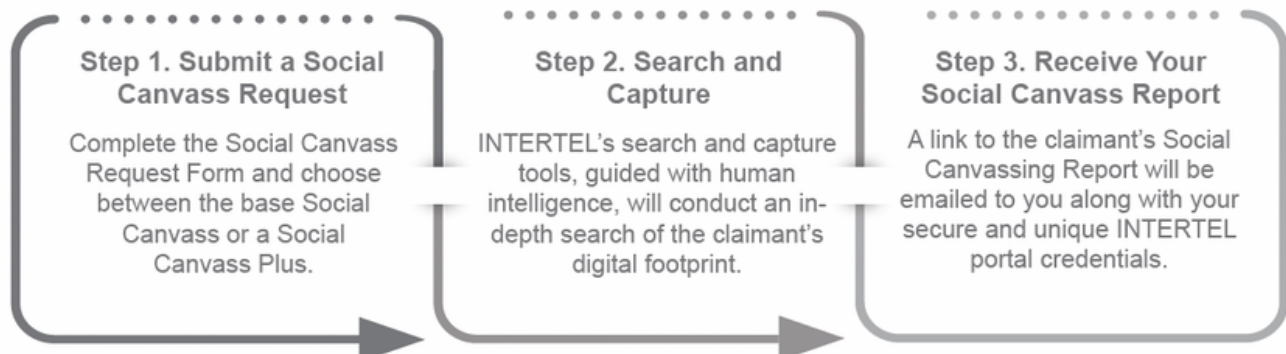 Step 1. Submit a Social
Canvass Request
Complete the Social Canvass
Request Form and choose
between the base Social
Canvass or a Social
Canvass Plus.
Step 2. Search and
Capture
INTERTEL's search and capture
tools, guided with human
intelligence, will conduct an in-
depth search of the claimant's
digital footprint.
Step 3. Receive Your
Social Canvass Report
A link to the claimant's Social
Canvassing Report will be
emailed to you along with your
secure and unique INTERTEL
portal credentials.